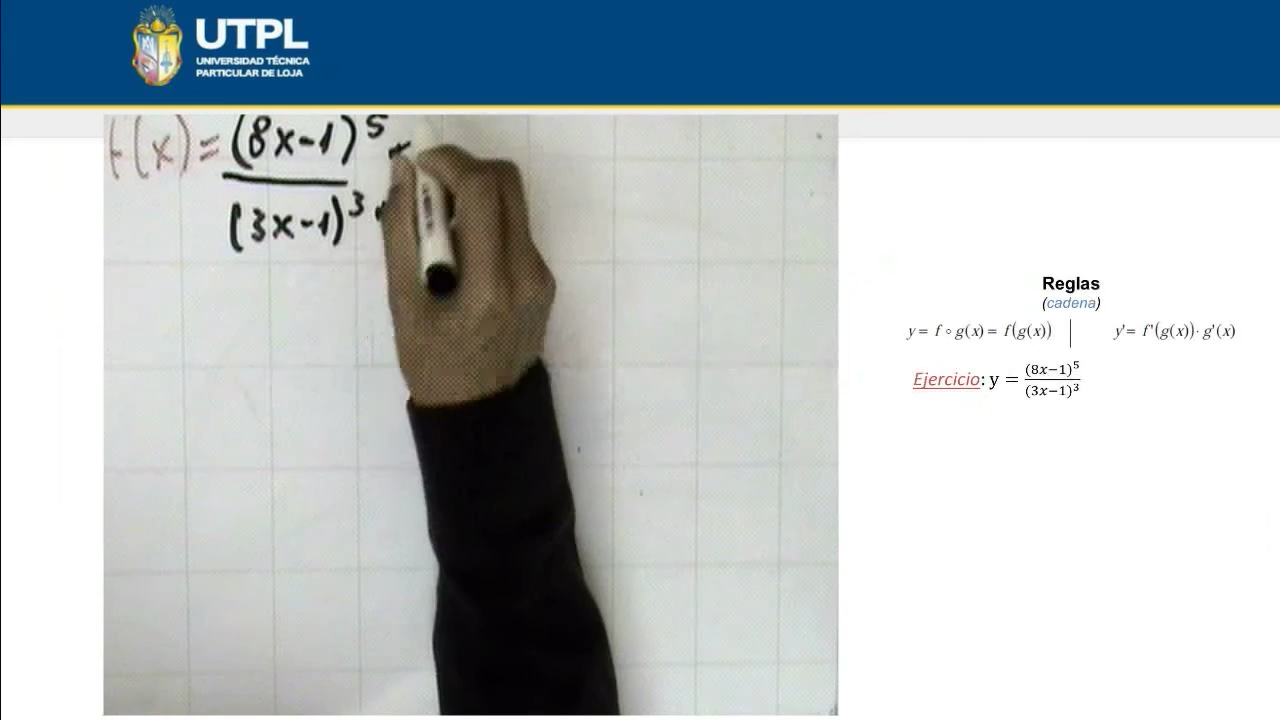 UTPL
UNIVERSIDAD TÉCNICA
PARTICULAR DE LOJA
f(x) = (8x-1)^5
(3x-1)^3
Reglas
(cadena)
y = f ∘ g(x) = f(g(x)) | y' = f'(g(x))· g'(x)
Ejercicio: y = (8x−1)^5 / (3x−1)^3